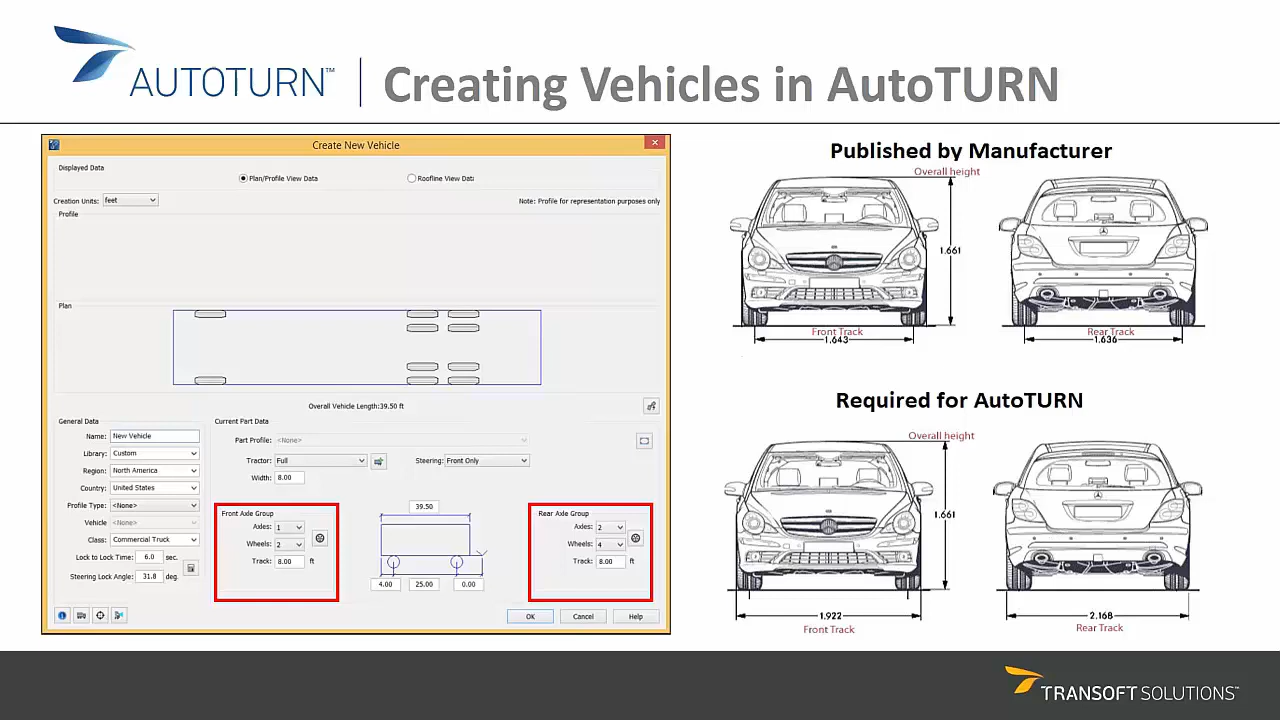 AUTOTURN™
Creating Vehicles in AutoTURN
Create New Vehicle
Displayed Data
Plan/Profile View Data
Roofline View Data
Creation Units: feet
Note: Profile for representation purposes only
Profile
Plan
Overall Vehicle Length:39.50 ft
General Data
Name: New Vehicle
Library: Custom
Region: North America
Country: United States
Profile Type: <None>
Vehicle <None>
Class: Commercial Truck
Lock to Lock Time: 6.0 sec.
Steering Lock Angle: 31.8 deg.
Current Part Data
Part Profile: <None>
Tractor: Full
Steering: Front Only
Width: 8.00
Front Axle Group
Axes: 1
Wheels: 2
Track: 8.00 ft
39.50
4.00 25.00 0.00
Rear Axle Group
Axes: 2
Wheels: 4
Track: 8.00 ft
OK Cancel Help
Published by Manufacturer
Overall height
1.661
Front Track
1.643
Rear Track
1.636
Required for AutoTURN
Overall height
1.661
1.922
Front Track
2.168
Rear Track
TRANSOFT SOLUTIONS™